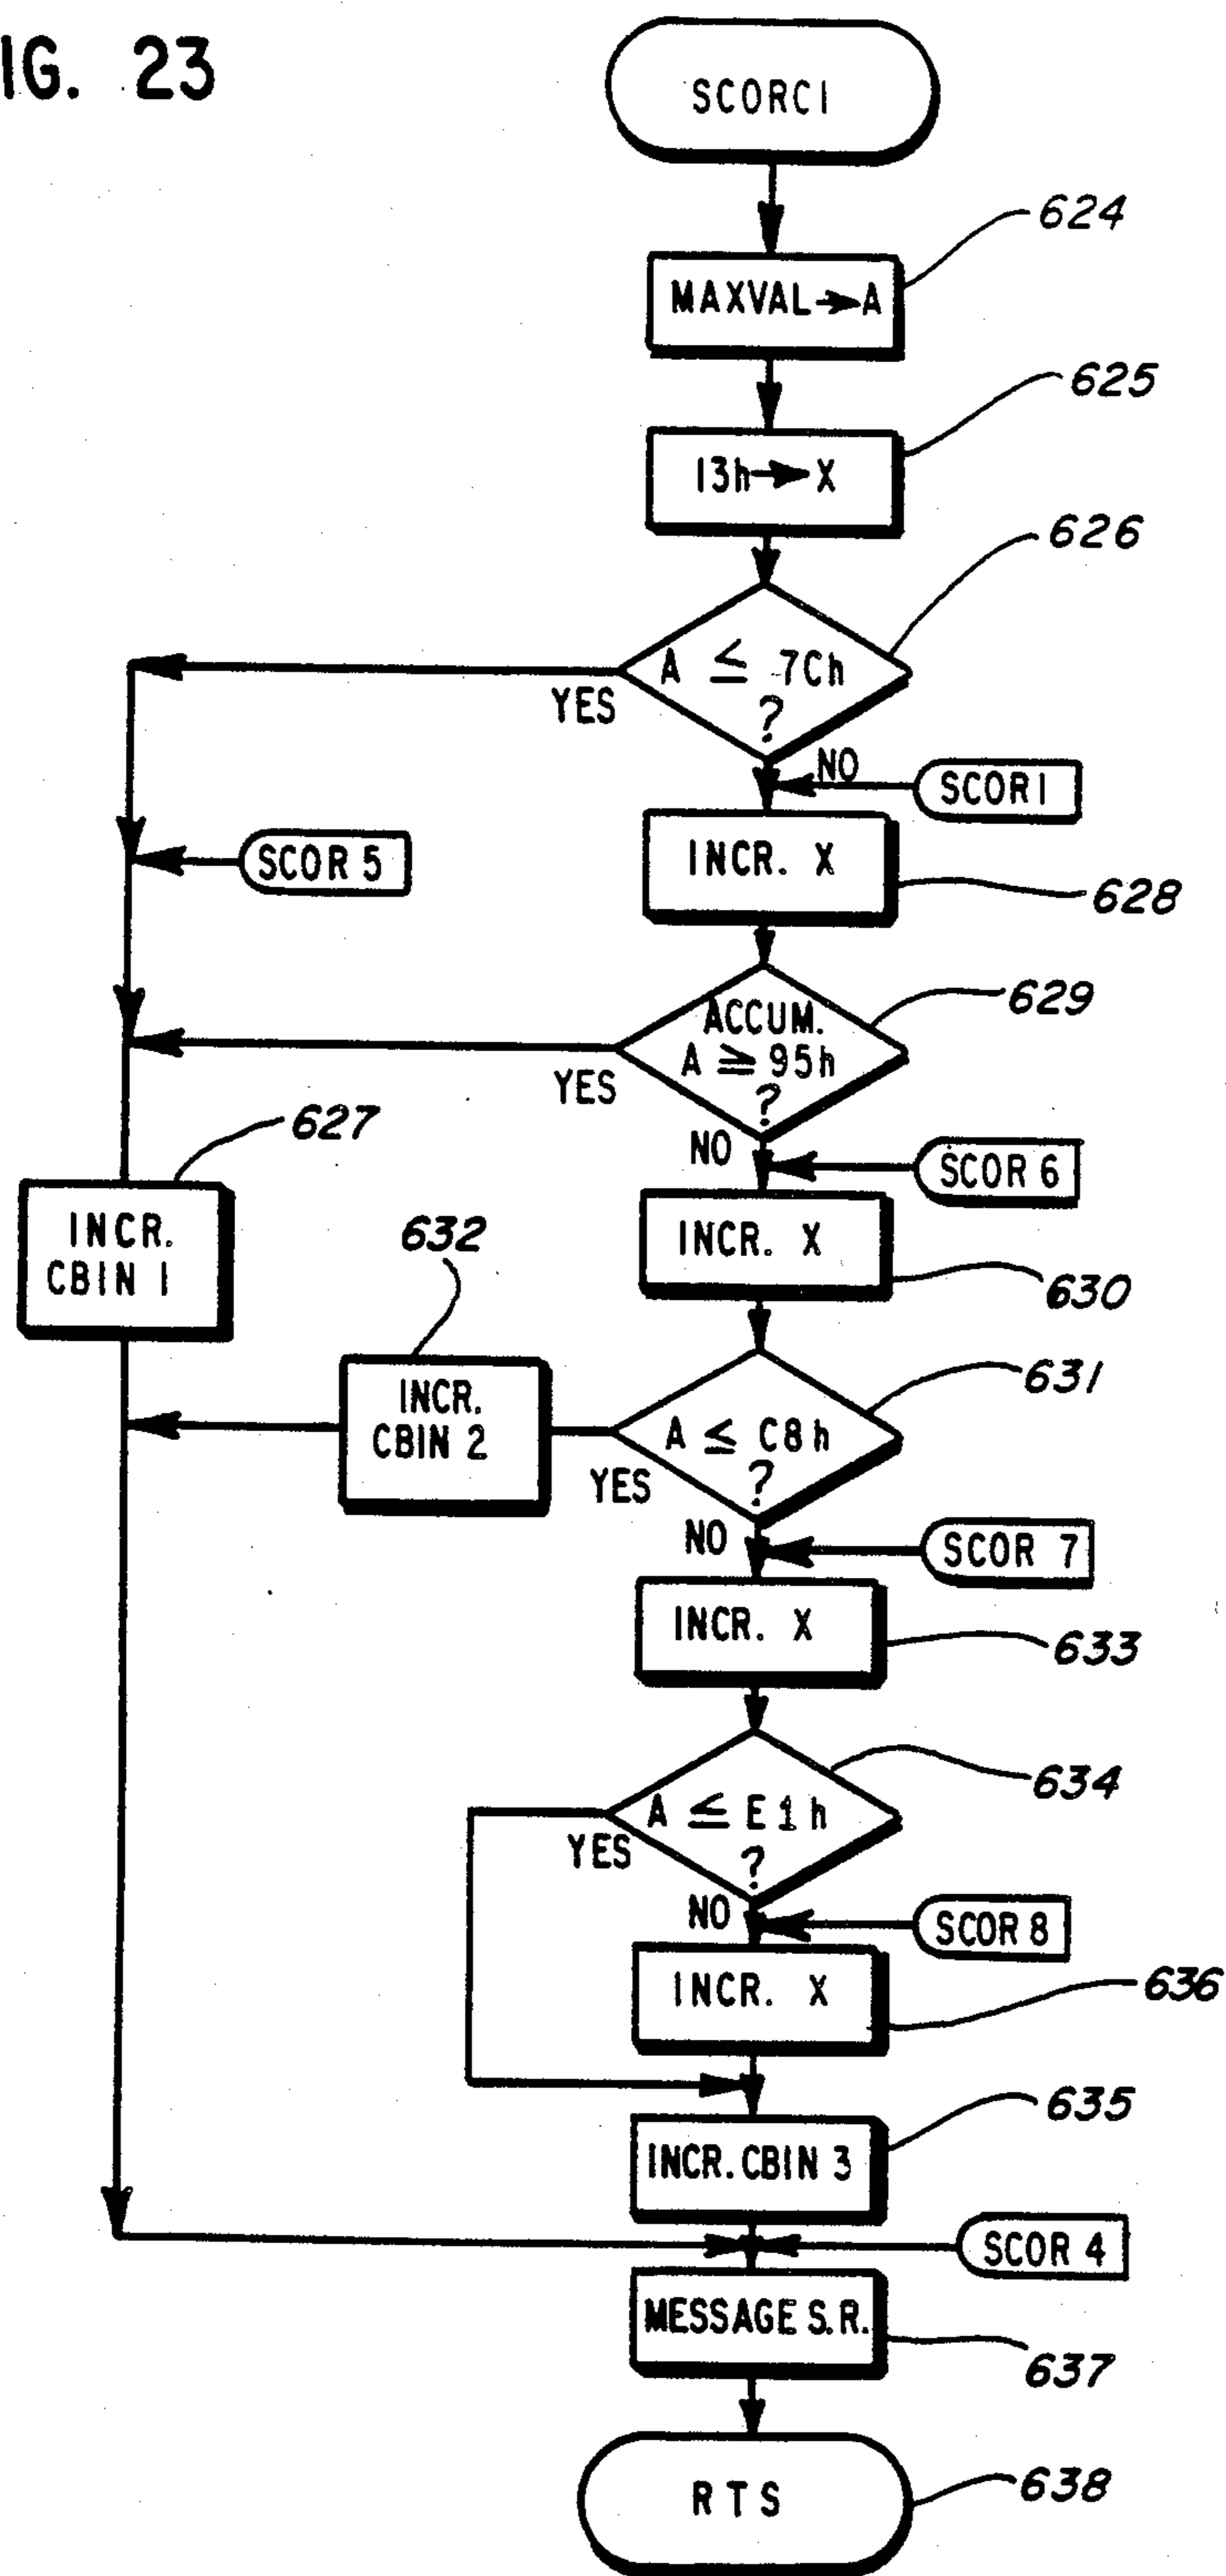 IG. 23
SCORC1
624
MAXVAL→A
625
13h→X
626
A ≤ 7Ch
?
YES
NO
SCOR1
SCOR 5
INCR. X
628
629
ACCUM.
A ≥ 95h
?
YES
627
NO
SCOR 6
INCR.
CBIN 1
632
INCR. X
630
INCR.
CBIN 2
631
A ≤ C8h
?
YES
NO
SCOR 7
INCR. X
633
634
A ≤ E1h
?
YES
NO
SCOR 8
INCR. X
636
635
INCR. CBIN 3
SCOR 4
MESSAGE S.R.
637
RTS
638